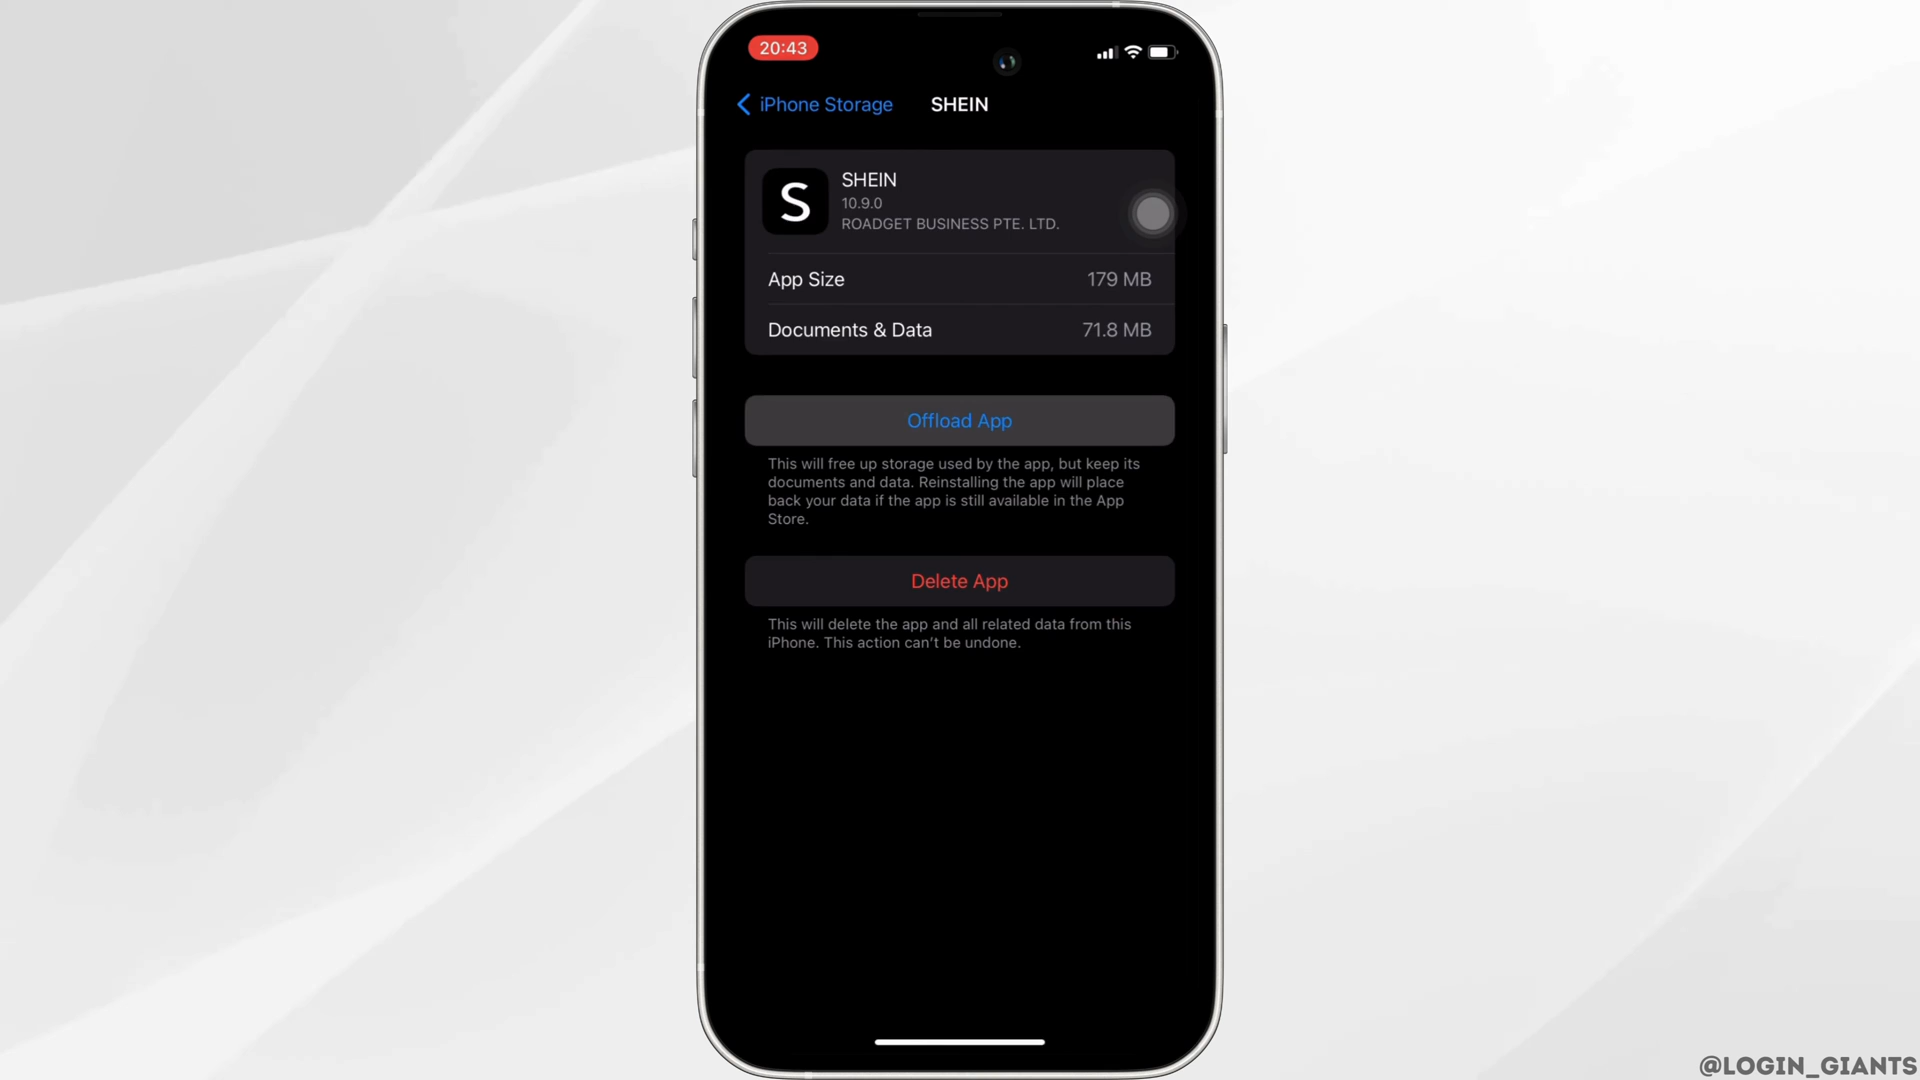 20:43
iPhone Storage
SHEIN
S
SHEIN
10.9.0
ROADGET BUSINESS PTE. LTD.
App Size 179 MB
Documents & Data 71.8 MB
Offload App
This will free up storage used by the app, but keep its
documents and data. Reinstalling the app will place
back your data if the app is still available in the App
Store.
Delete App
This will delete the app and all related data from this
iPhone. This action can't be undone.
@LOGIN_GIANTS